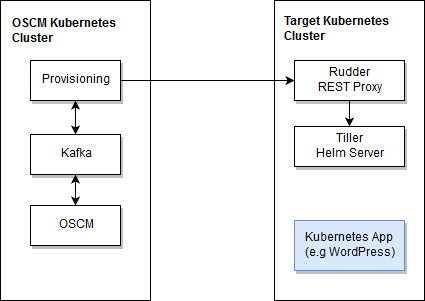 OSCM Kubernetes
Cluster
Provisioning
Kafka
OSCM
Target Kubernetes
Cluster
Rudder
REST Proxy
Tiller
Helm Server
Kubernetes App
(e.g WordPress)